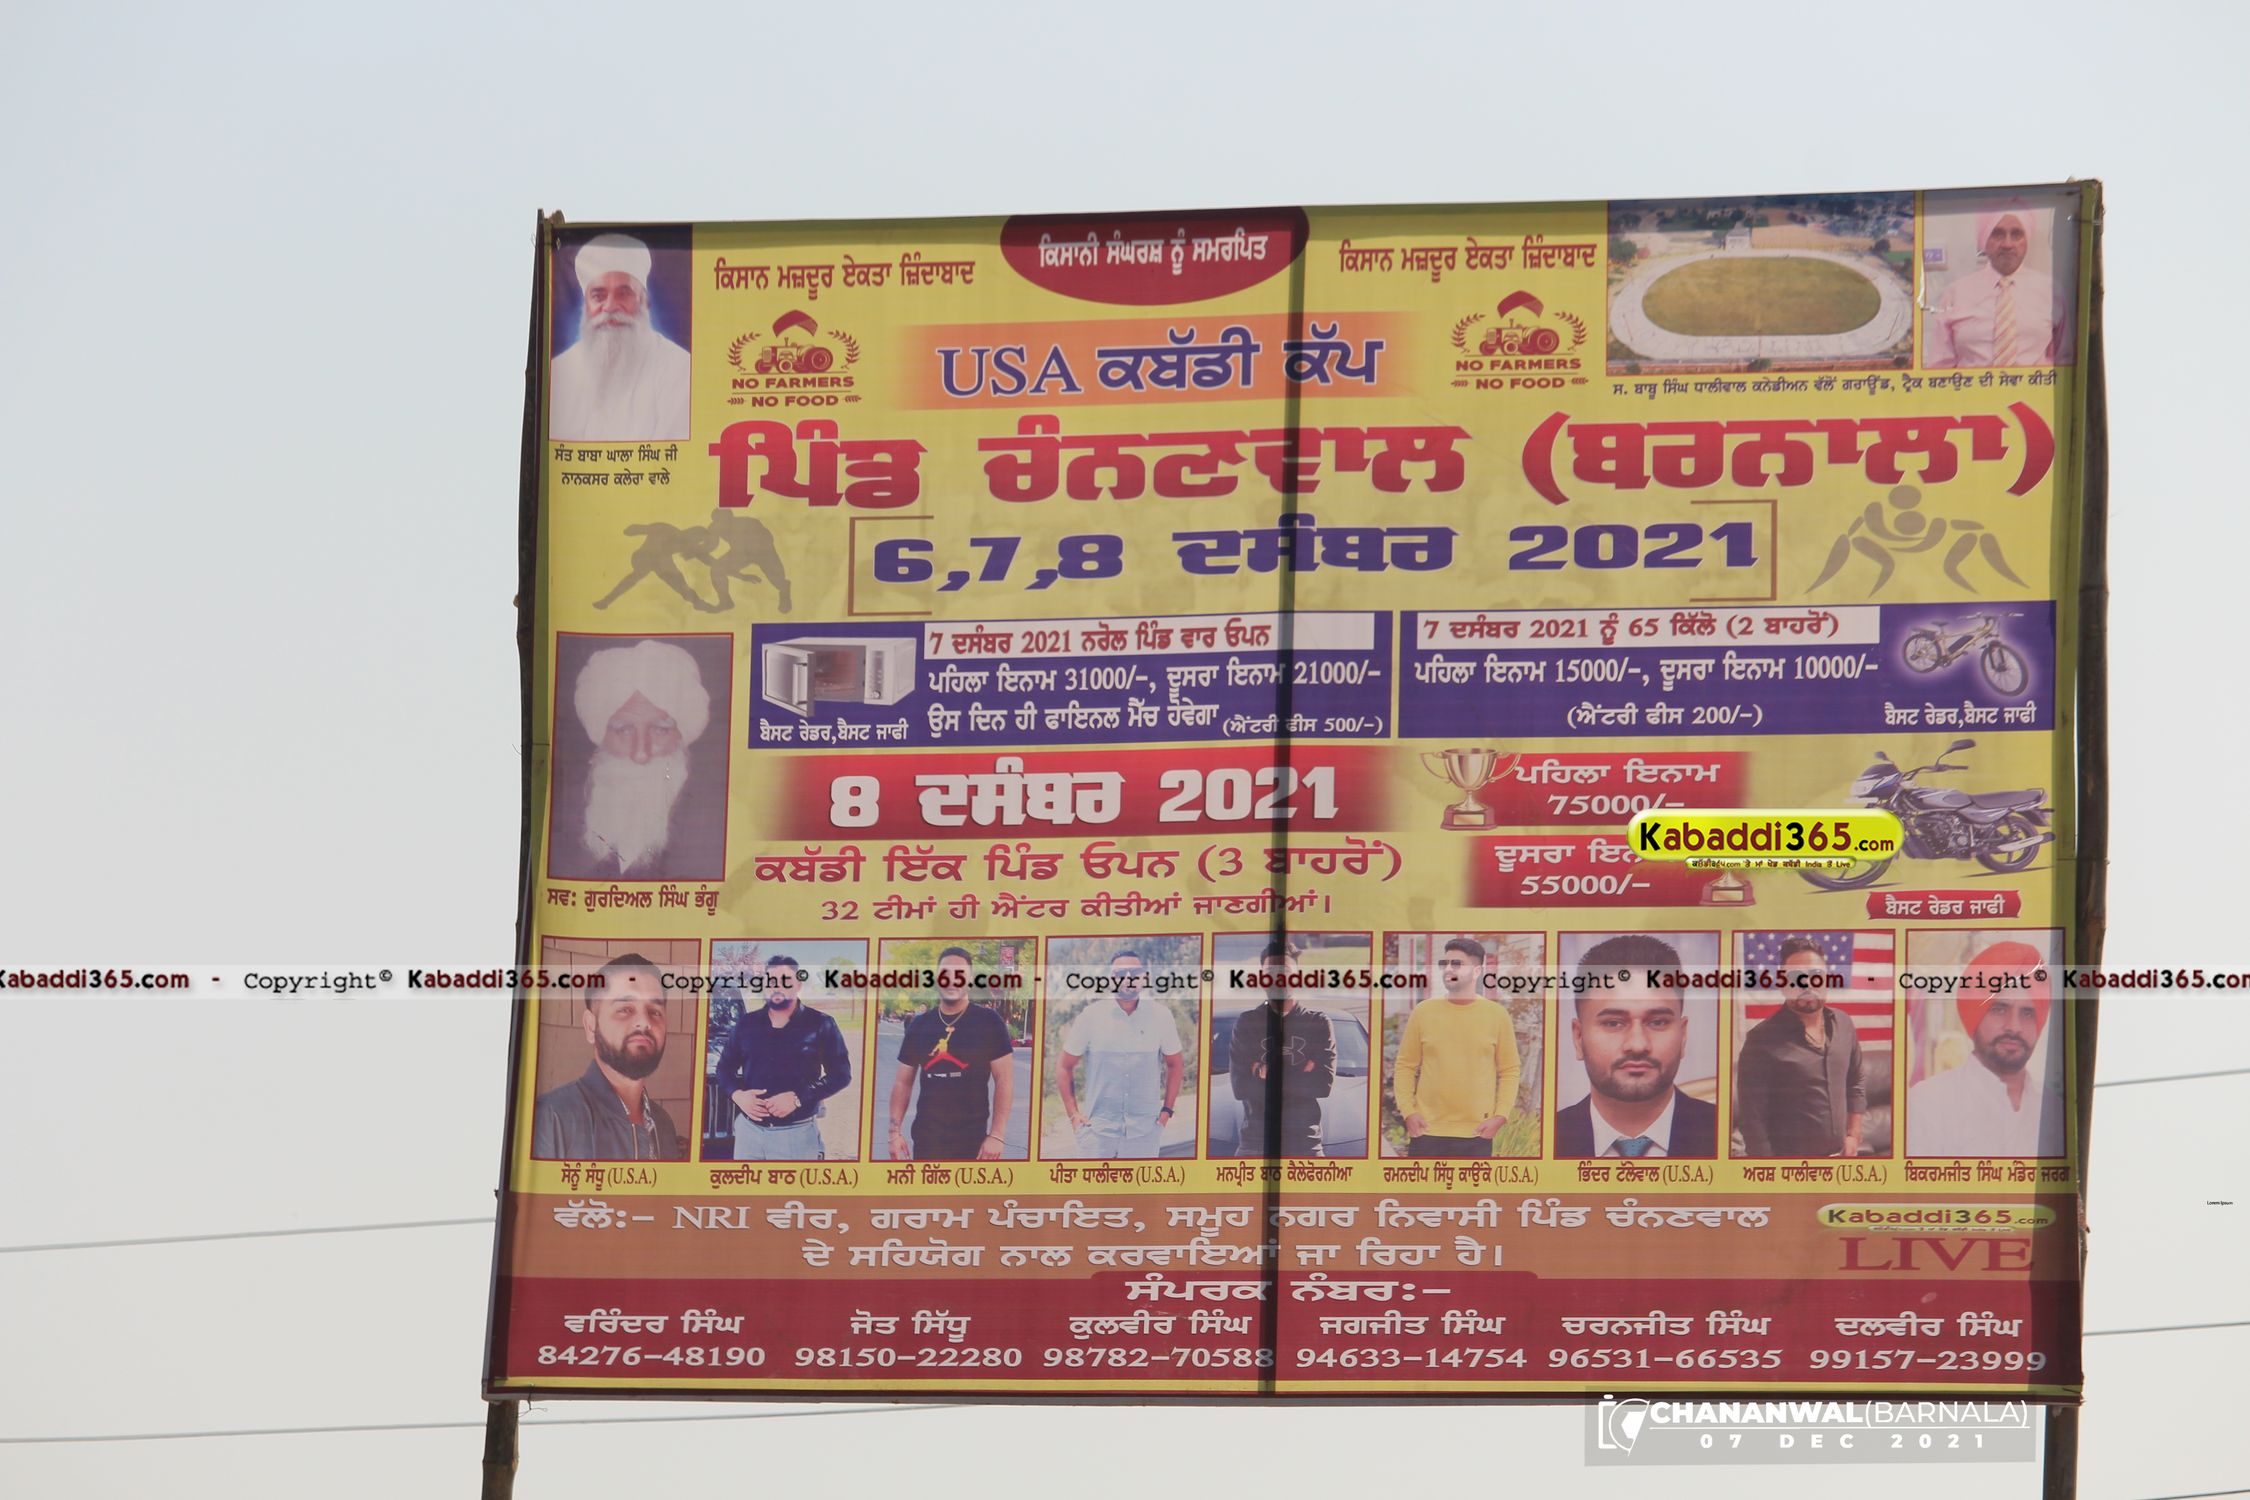 ਕਿਸਾਨੀ ਸੰਘਰਸ਼ ਨੂੰ ਸਮਰਪਿਤ
ਕਿਸਾਨ ਮਜ਼ਦੂਰ ਏਕਤਾ ਜ਼ਿੰਦਾਬਾਦ
ਕਿਸਾਨ ਮਜ਼ਦੂਰ ਏਕਤਾ ਜ਼ਿੰਦਾਬਾਦ
NO FARMERS
NO FOOD
USA ਕਬੱਡੀ ਕੱਪ
NO FARMERS
NO FOOD
ਸ. ਬਾਬੂ ਸਿੰਘ ਧਾਲੀਵਾਲ ਕਨੇਡੀਅਨ ਵੱਲੋਂ ਗਰਾਊਂਡ, ਟ੍ਰੈਕ ਬਣਾਉਣ ਦੀ ਸੇਵਾ ਕੀਤੀ
ਸੰਤ ਬਾਬਾ ਘਾਲਾ ਸਿੰਘ ਜੀ
ਨਾਨਕਸਰ ਕਲੇਰਾ ਵਾਲੇ
ਪਿੰਡ ਚੰਨਣਵਾਲ (ਬਰਨਾਲਾ)
6,7,8 ਦਸੰਬਰ 2021
7 ਦਸੰਬਰ 2021 ਨਰੋਲ ਪਿੰਡ ਵਾਰ ਓਪਨ
ਪਹਿਲਾ ਇਨਾਮ 31000/-, ਦੂਸਰਾ ਇਨਾਮ 21000/-
ਉਸ ਦਿਨ ਹੀ ਫਾਇਨਲ ਮੈਚ ਹੋਵੇਗਾ (ਐਂਟਰੀ ਫੀਸ 500/-)
ਬੈਸਟ ਰੇਡਰ,ਬੈਸਟ ਜਾਫੀ
7 ਦਸੰਬਰ 2021 ਨੂੰ 65 ਕਿੱਲੋ (2 ਬਾਹਰੋਂ)
ਪਹਿਲਾ ਇਨਾਮ 15000/-, ਦੂਸਰਾ ਇਨਾਮ 10000/-
(ਐਂਟਰੀ ਫੀਸ 200/-)
ਬੈਸਟ ਰੇਡਰ,ਬੈਸਟ ਜਾਫੀ
ਸਵ: ਗੁਰਦਿਅਲ ਸਿੰਘ ਭੰਗੂ
8 ਦਸੰਬਰ 2021
ਕਬੱਡੀ ਇੱਕ ਪਿੰਡ ਓਪਨ (3 ਬਾਹਰੋਂ)
32 ਟੀਮਾਂ ਹੀ ਐਂਟਰ ਕੀਤੀਆਂ ਜਾਣਗੀਆਂ।
ਪਹਿਲਾ ਇਨਾਮ
75000/-
ਦੂਸਰਾ
55000/-
Kabaddi365.com
ਬੈਸਟ ਰੇਡਰ ਜਾਫੀ
Kabaddi365.com - Copyright© Kabaddi365.com - Copyright© Kabaddi365.com - Copyright© Kabaddi365.com - Copyright© Kabaddi365.com - Copyright© Kabaddi365.com
ਸੋਨੂੰ ਸੰਧੂ (U.S.A.) ਕੁਲਦੀਪ ਬਾਠ (U.S.A.) ਮਨੀ ਗਿੱਲ (U.S.A.) ਪੀਤਾ ਧਾਲੀਵਾਲ (U.S.A.) ਮਨਪ੍ਰੀਤ ਬਾਠ ਕੈਲੇਫੋਰਨੀਆ ਰਮਨਦੀਪ ਸਿੱਧੂ ਕਾਉਂਕੇ (U.S.A.) ਭਿੰਦਰ ਟੱਲੇਵਾਲ (U.S.A.) ਅਰਸ਼ ਧਾਲੀਵਾਲ (U.S.A.) ਬਿਕਰਮਜੀਤ ਸਿੰਘ ਮੰਡੇਰ ਜਰਗ
ਵੱਲੋ:- NRI ਵੀਰ, ਗਰਾਮ ਪੰਚਾਇਤ, ਸਮੂਹ ਨਗਰ ਨਿਵਾਸੀ ਪਿੰਡ ਚੰਨਣਵਾਲ
ਦੇ ਸਹਿਯੋਗ ਨਾਲ ਕਰਵਾਇਆਂ ਜਾ ਰਿਹਾ ਹੈ।
Kabaddi365.com
LIVE
ਸੰਪਰਕ ਨੰਬਰ:-
ਵਰਿੰਦਰ ਸਿੰਘ ਜੋਤ ਸਿੱਧੂ ਕੁਲਵੀਰ ਸਿੰਘ ਜਗਜੀਤ ਸਿੰਘ ਚਰਨਜੀਤ ਸਿੰਘ ਦਲਵੀਰ ਸਿੰਘ
84276-48190 98150-22280 98782-70588 94633-14754 96531-66535 99157-23999
CHANANWAL(BARNALA)
07 DEC 2021
Lorem Ipsum